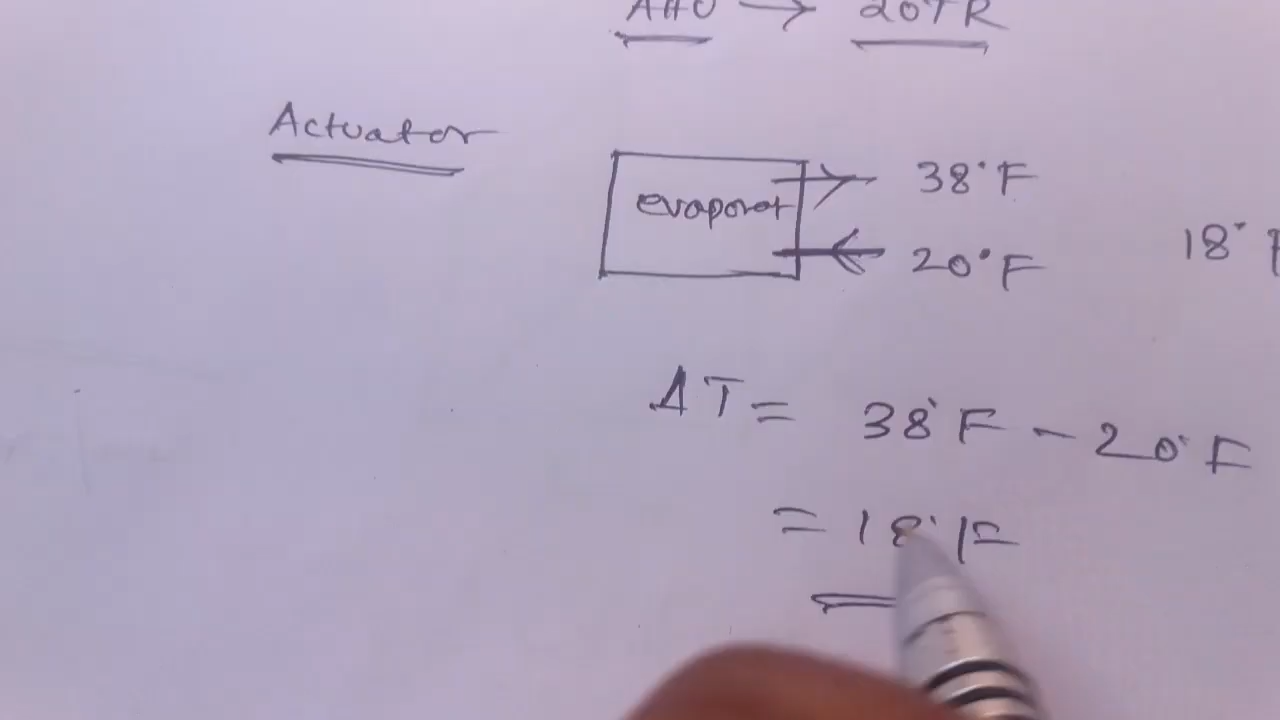 AHU → 20TR
Actuator
evaporat
38°F
20°F
18°
ΔT = 38°F - 20°F
= 18°F